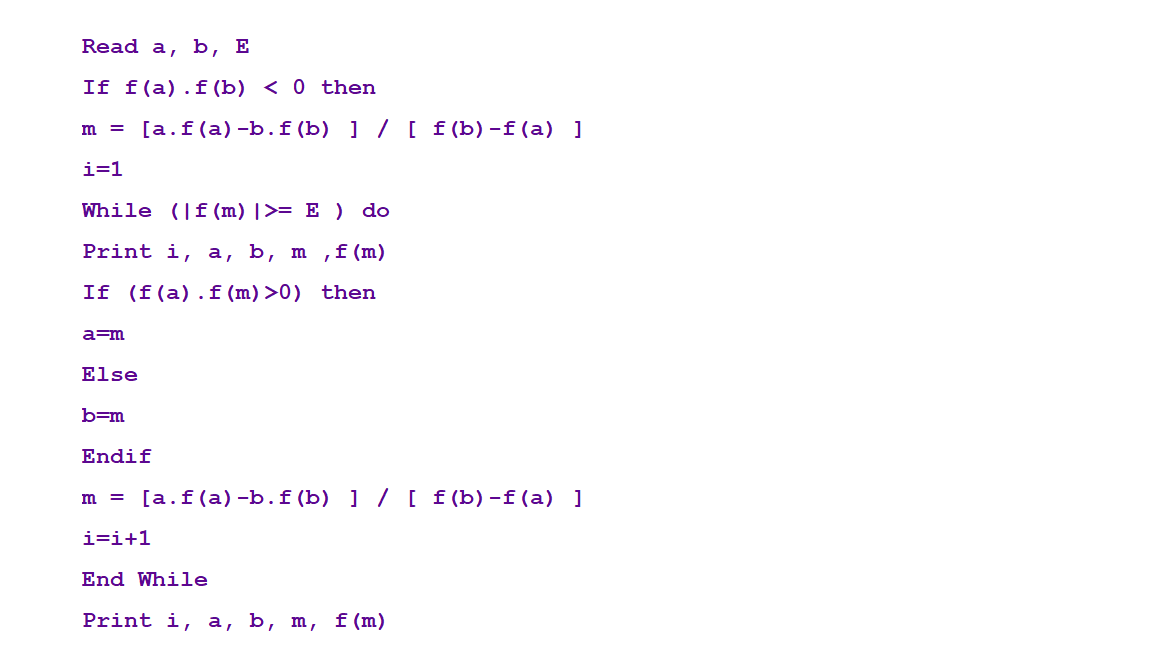 Read a, b, E
If f(a).f(b) < 0 then
m = [a.f(a)-b.f(b) ] / [ f(b)-f(a) ]
i=1
While (|f(m)|>= E ) do
Print i, a, b, m ,f(m)
If (f(a).f(m)>0) then
a=m
Else
b=m
Endif
m = [a.f(a)-b.f(b) ] / [ f(b)-f(a) ]
i=i+1
End While
Print i, a, b, m, f(m)